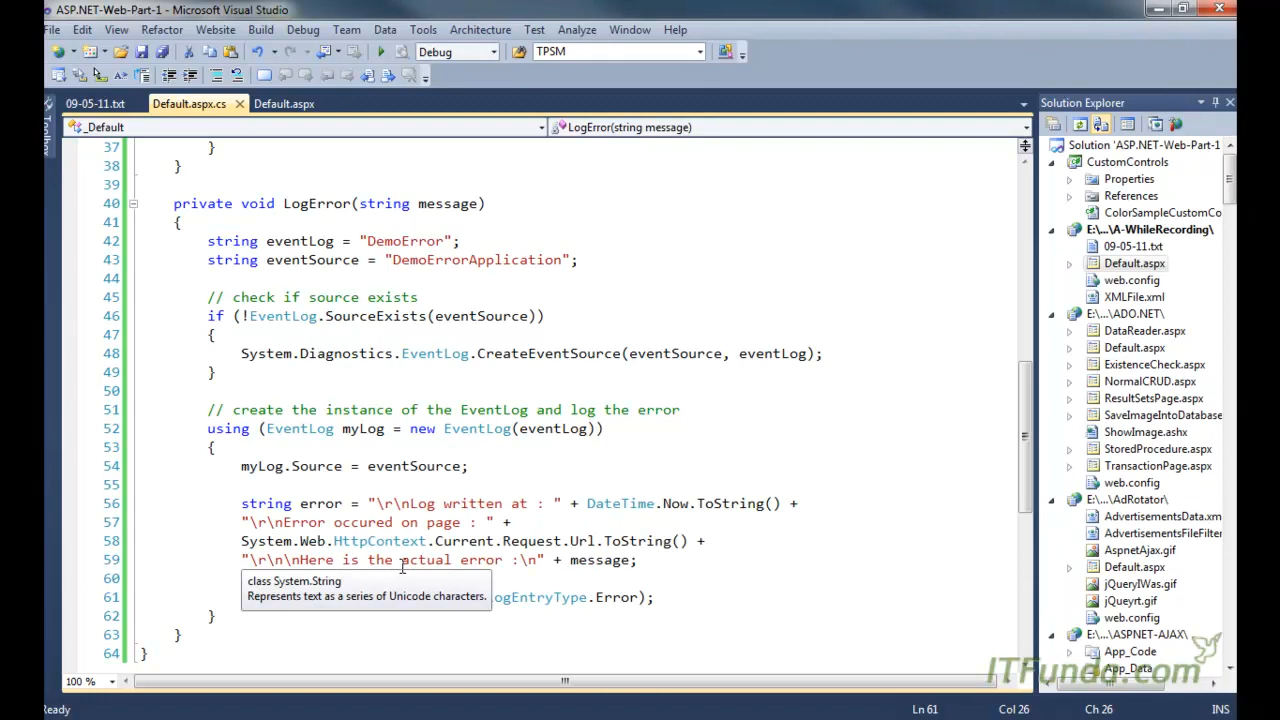 ASP.NET-Web-Part-1 - Microsoft Visual Studio
File Edit View Refactor Website Build Debug Team Data Tools Architecture Test Analyze Window Help
Debug TPSM
09-05-11.txt Default.aspx.cs Default.aspx
_Default LogError(string message)
37 }
38 }
39
40 private void LogError(string message)
41 {
42 string eventLog = "DemoError";
43 string eventSource = "DemoErrorApplication";
44
45 // check if source exists
46 if (!EventLog.SourceExists(eventSource))
47 {
48 System.Diagnostics.EventLog.CreateEventSource(eventSource, eventLog);
49 }
50
51 // create the instance of the EventLog and log the error
52 using (EventLog myLog = new EventLog(eventLog))
53 {
54 myLog.Source = eventSource;
55
56 string error = "\r\nLog written at : " + DateTime.Now.ToString() +
57 "\r\nError occured on page : " +
58 System.Web.HttpContext.Current.Request.Url.ToString() +
59 "\r\n\nHere is the actual error :\n" + message;
60
class System.String
Represents text as a series of Unicode characters.
61 ogEntryType.Error);
62 }
63 }
64 }
100 %
Toolbox
Solution Explorer
Solution 'ASP.NET-Web-Part-1
CustomControls
Properties
References
ColorSampleCustomCo
E:\...\A-WhileRecording\
09-05-11.txt
Default.aspx
web.config
XMLFile.xml
E:\...\ADO.NET\
DataReader.aspx
Default.aspx
ExistenceCheck.aspx
NormalCRUD.aspx
ResultSetsPage.aspx
SaveImageIntoDatabase
ShowImage.ashx
StoredProcedure.aspx
TransactionPage.aspx
web.config
E:\...\AdRotator\
AdvertisementsData.xm
AdvertisementsFileFilter
AspnetAjax.gif
Default.aspx
jQueryIWas.gif
jQueyrt.gif
web.config
E:\...\ASPNET-AJAX\
App_Code
App_Data
ITFunda.com
Ready Ln 61 Col 26 Ch 26 INS